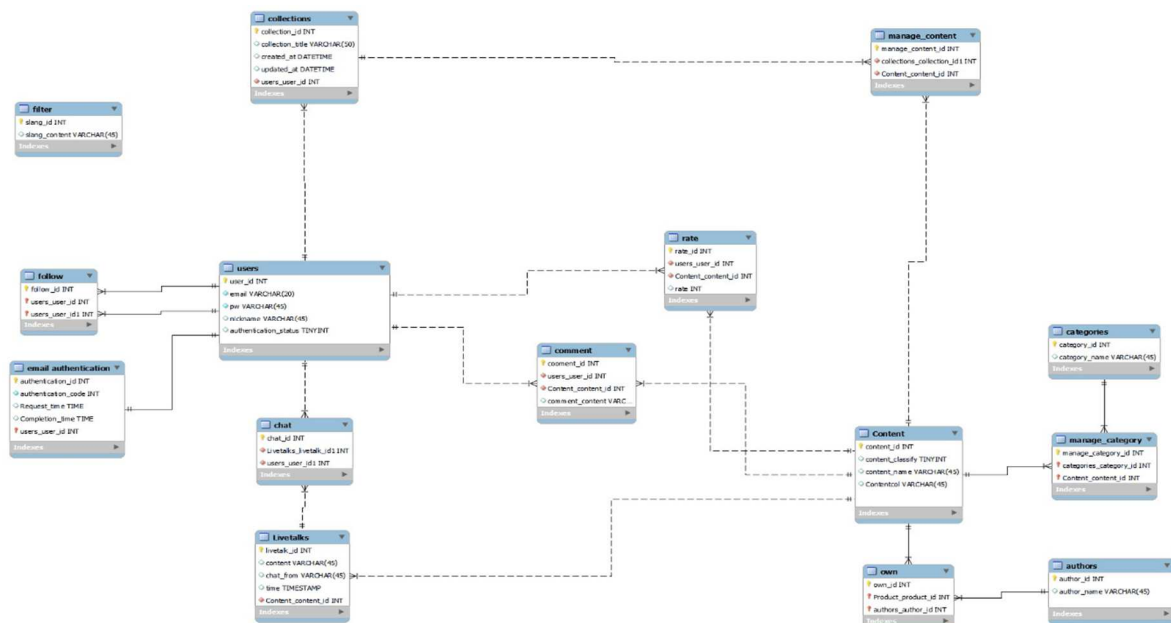 collections
collection_id INT
collection_title VARCHAR(50)
created_at DATETIME
updated_at DATETIME
users_user_id INT
Indexes
manage_content
manage_content_id INT
collections_collection_id1 INT
Content_content_id INT
Indexes
filter
slang_id INT
slang_content VARCHAR(45)
Indexes
rate
rate_id INT
users_user_id INT
Content_content_id INT
rate INT
Indexes
follow
follow_id INT
users_user_id INT
users_user_id1 INT
Indexes
users
user_id INT
email VARCHAR(20)
pw VARCHAR(45)
nickname VARCHAR(45)
authentication_status TINYINT
Indexes
categories
category_id INT
category_name VARCHAR(45)
Indexes
comment
cooment_id INT
users_user_id INT
Content_content_id INT
comment_content VARC...
Indexes
email authentication
authentication_id INT
authentication_code INT
Request_time TIME
Completion_time TIME
users_user_id INT
Indexes
chat
chat_id INT
Livetalks_livetalk_id1 INT
users_user_id1 INT
Indexes
Content
content_id INT
content_classify TINYINT
content_name VARCHAR(45)
Contentcol VARCHAR(45)
Indexes
manage_category
manage_category_id INT
categories_category_id INT
Content_content_id INT
Indexes
Livetalks
livetalk_id INT
content VARCHAR(45)
chat_from VARCHAR(45)
time TIMESTAMP
Content_content_id INT
Indexes
own
own_id INT
Product_product_id INT
authors_author_id INT
Indexes
authors
author_id INT
author_name VARCHAR(45)
Indexes